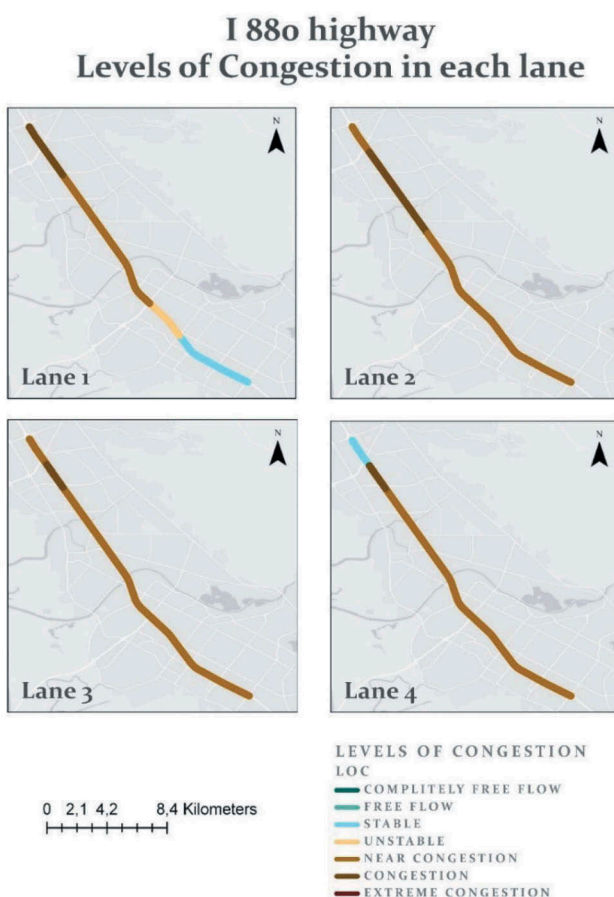 I 880 highway
Levels of Congestion in each lane
N
N
Lane 1
Lane 2
N
N
Lane 3
Lane 4
LEVELS OF CONGESTION
LOC
COMPLITELY FREE FLOW
FREE FLOW
STABLE
UNSTABLE
NEAR CONGESTION
CONGESTION
EXTREME CONGESTION
0 2,1 4,2 8,4 Kilometers